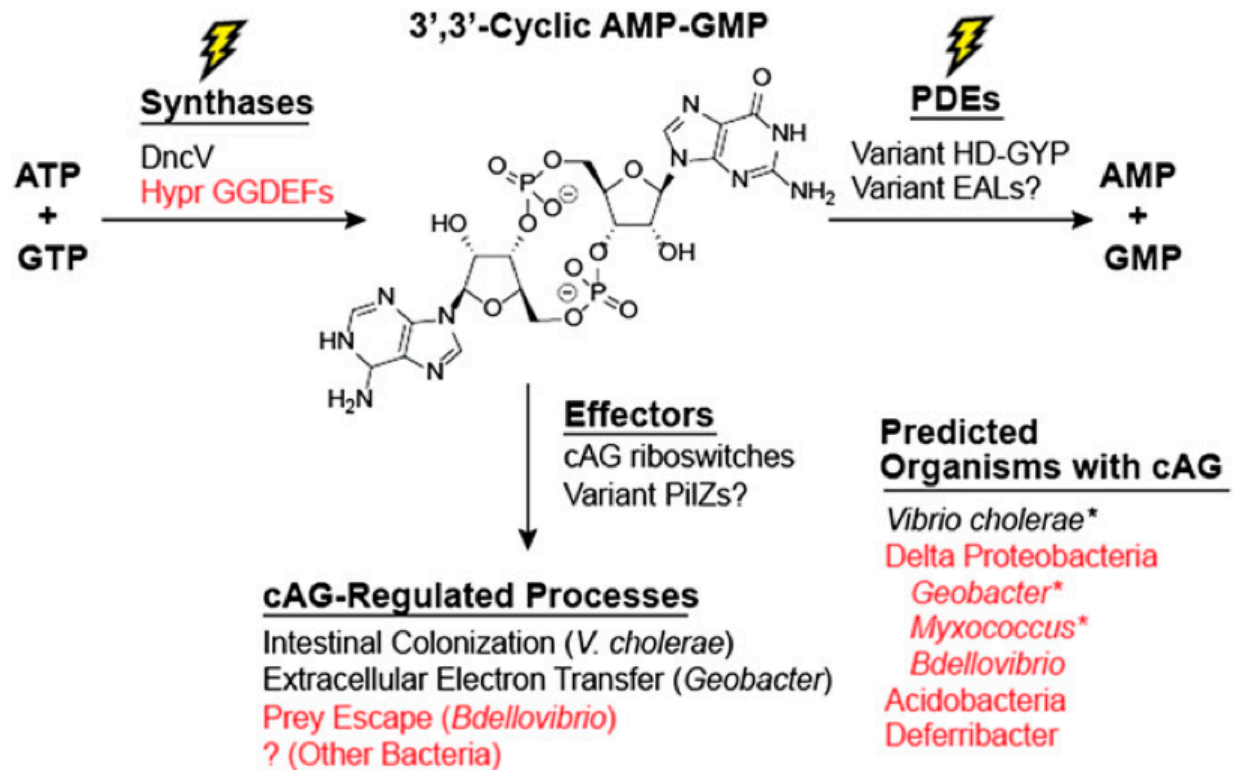 3',3'-Cyclic AMP-GMP
Synthases
DncV
Hypr GGDEFs
ATP
+
GTP
PDEs
Variant HD-GYP
Variant EALs?
AMP
+
GMP
O
N
NH
N
N
NH2
O
O
P
O
O
⊖
HO
O
OH
O
O
P
O
⊖
O
O
N
N
HN
N
N
H2N
Effectors
cAG riboswitches
Variant PilZs?
cAG-Regulated Processes
Intestinal Colonization (V. cholerae)
Extracellular Electron Transfer (Geobacter)
Prey Escape (Bdellovibrio)
? (Other Bacteria)
Predicted
Organisms with cAG
Vibrio cholerae*
Delta Proteobacteria
Geobacter*
Myxococcus*
Bdellovibrio
Acidobacteria
Deferribacter